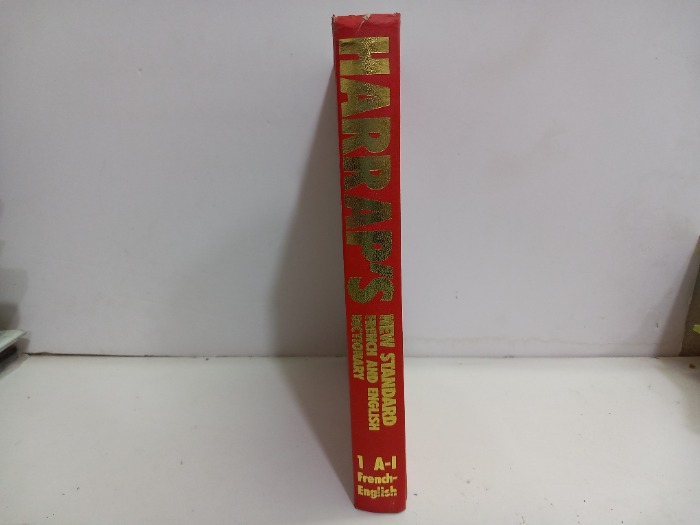 HARRAP'S
NEW STANDARD
FRENCH AND ENGLISH
DICTIONARY
1 A-I
French-
English